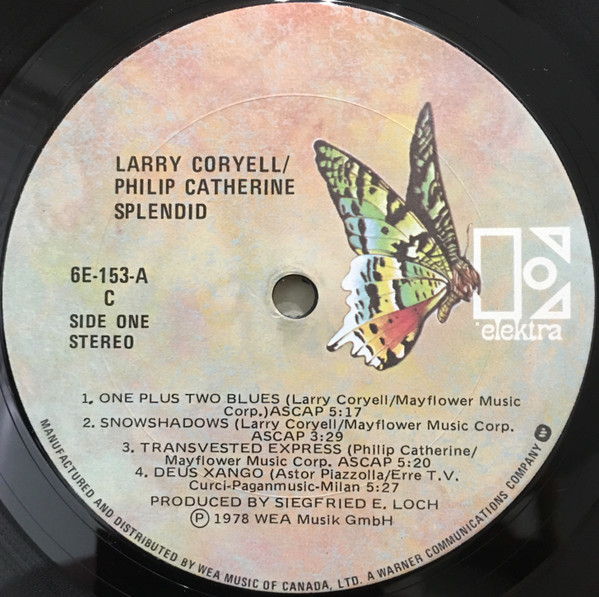 LARRY CORYELL/
PHILIP CATHERINE
SPLENDID
6E-153-A
C
SIDE ONE
STEREO
elektra
1. ONE PLUS TWO BLUES (Larry Coryell/Mayflower Music
Corp.)ASCAP 5:17
2. SNOWSHADOWS (Larry Coryell/Mayflower Music Corp.
ASCAP 3:29
3. TRANSVESTED EXPRESS (Philip Catherine/
Mayflower Music Corp. ASCAP 5:20
4. DEUS XANGO (Astor Piazzolla/Erre T.V.
Curci-Paganmusic-Milan 5:27
PRODUCED BY SIEGFRIED E. LOCH
Ⓟ 1978 WEA Musik GmbH
MANUFACTURED AND DISTRIBUTED BY WEA MUSIC OF CANADA, LTD. A WARNER COMMUNICATIONS COMPANY